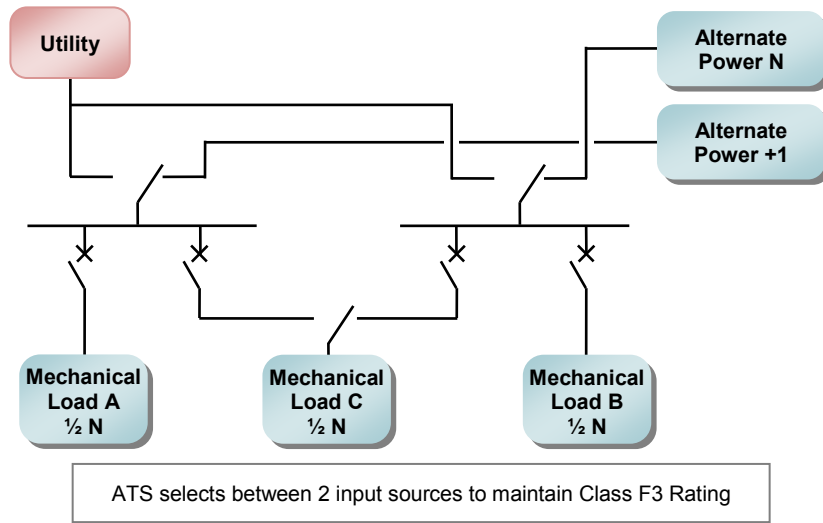 Utility
Alternate
Power N
Alternate
Power +1
Mechanical
Load A
½ N
Mechanical
Load C
½ N
Mechanical
Load B
½ N
ATS selects between 2 input sources to maintain Class F3 Rating